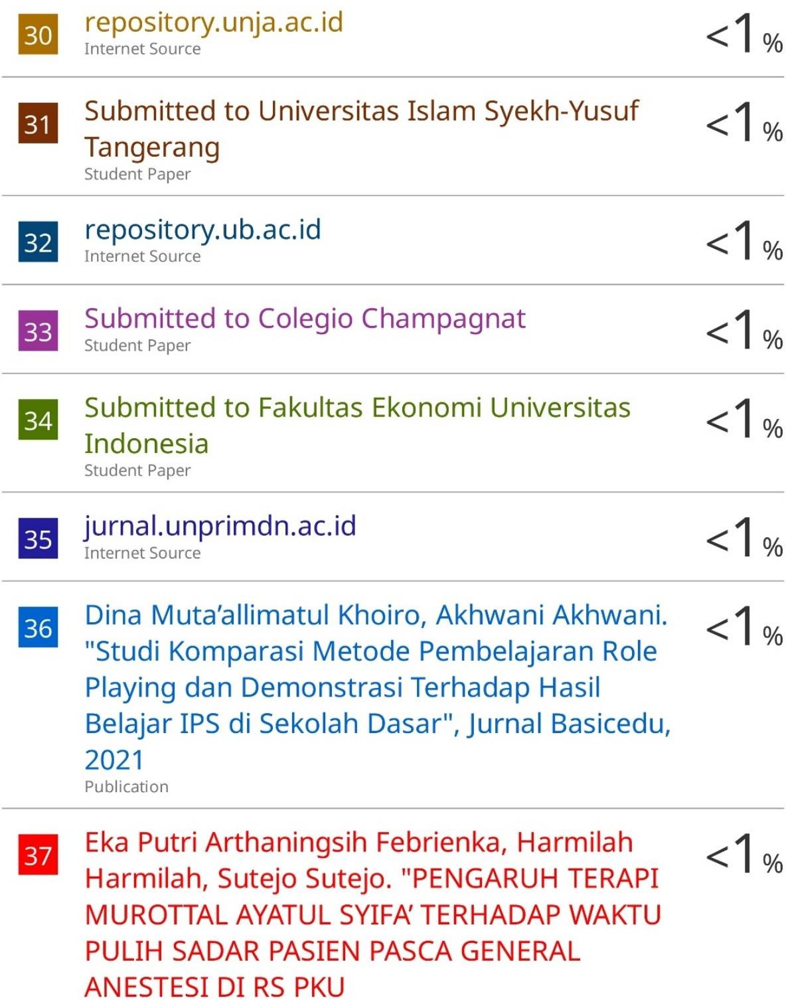 30 repository.unja.ac.id <1%
Internet Source
31 Submitted to Universitas Islam Syekh-Yusuf <1%
Tangerang
Student Paper
32 repository.ub.ac.id <1%
Internet Source
33 Submitted to Colegio Champagnat <1%
Student Paper
34 Submitted to Fakultas Ekonomi Universitas <1%
Indonesia
Student Paper
35 jurnal.unprimdn.ac.id <1%
Internet Source
36 Dina Muta’allimatul Khoiro, Akhwani Akhwani. <1%
"Studi Komparasi Metode Pembelajaran Role
Playing dan Demonstrasi Terhadap Hasil
Belajar IPS di Sekolah Dasar", Jurnal Basicedu,
2021
Publication
37 Eka Putri Arthaningsih Febrienka, Harmilah <1%
Harmilah, Sutejo Sutejo. "PENGARUH TERAPI
MUROTTAL AYATUL SYIFA’ TERHADAP WAKTU
PULIH SADAR PASIEN PASCA GENERAL
ANESTESI DI RS PKU